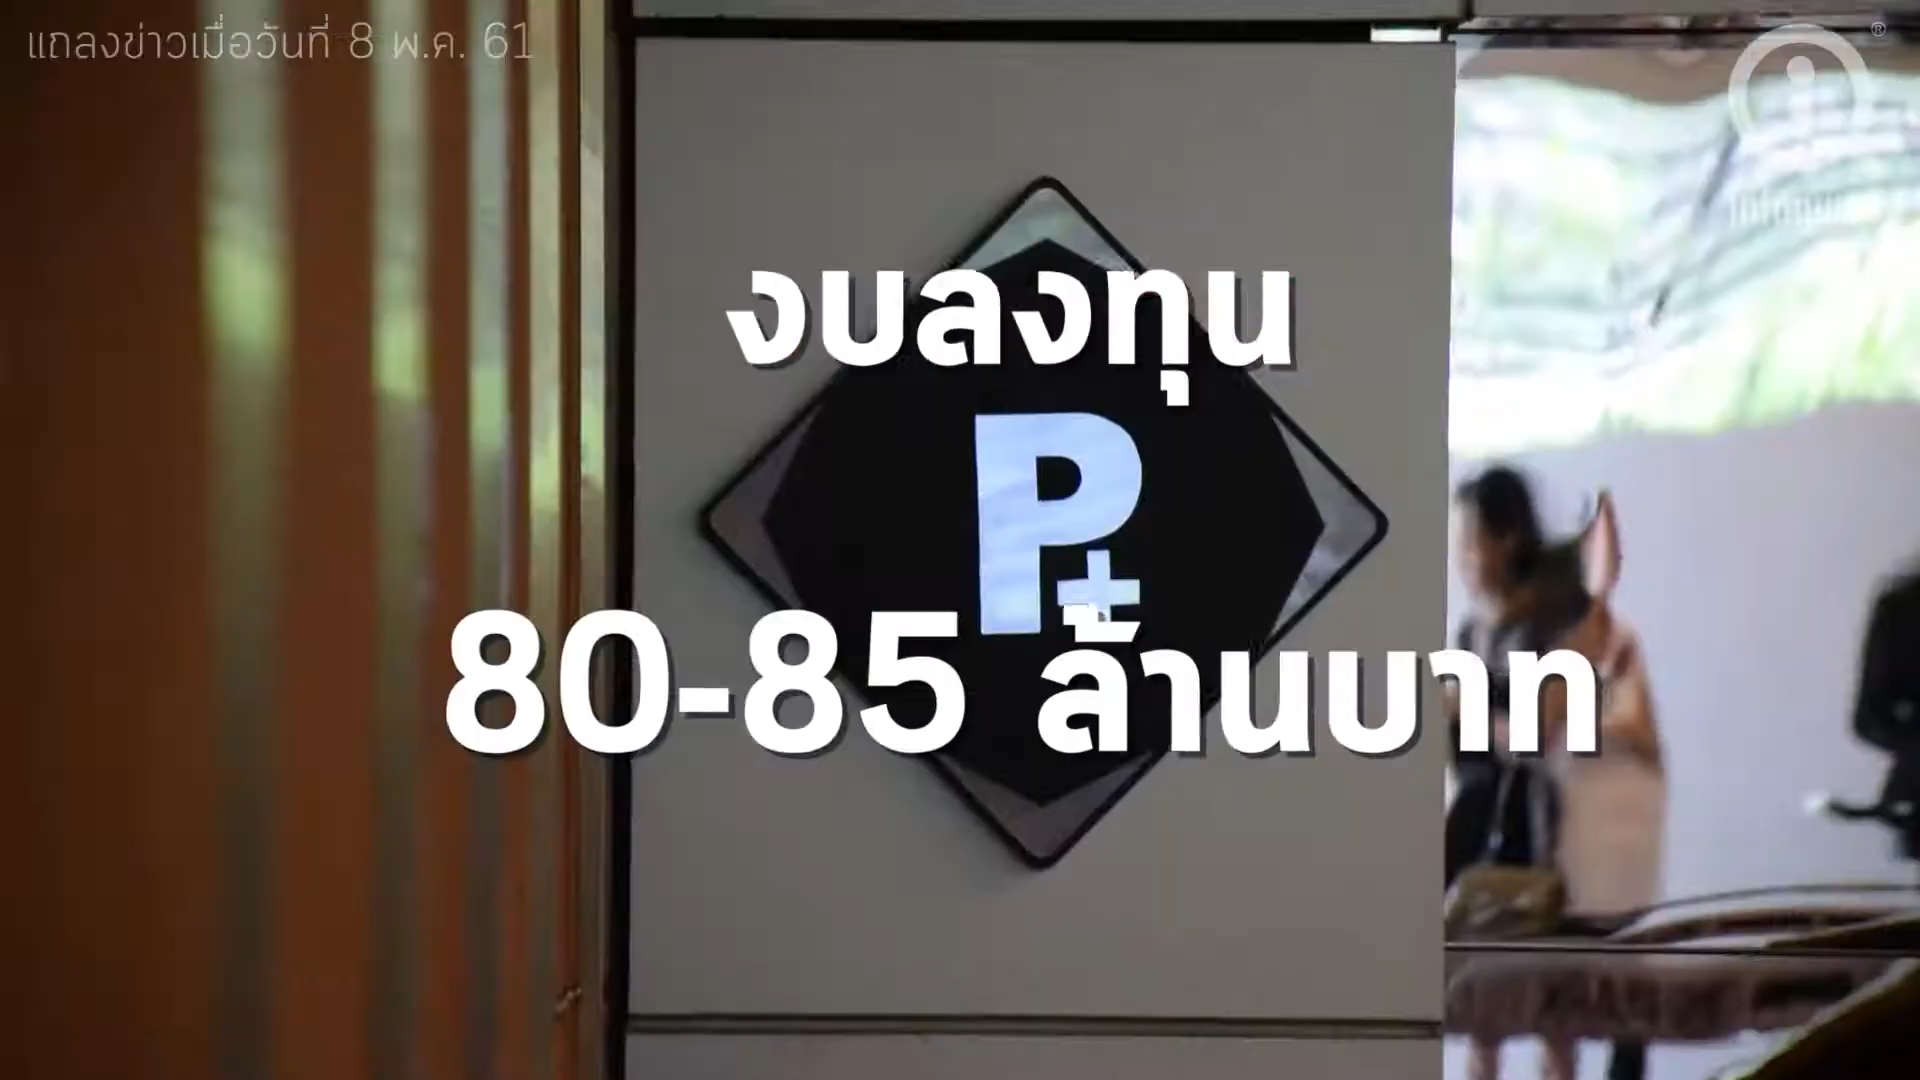 แถลงข่าวเมื่อวันที่ 8 พ.ค. 61
®
งบลงทุน
P+
80-85 ล้านบาท